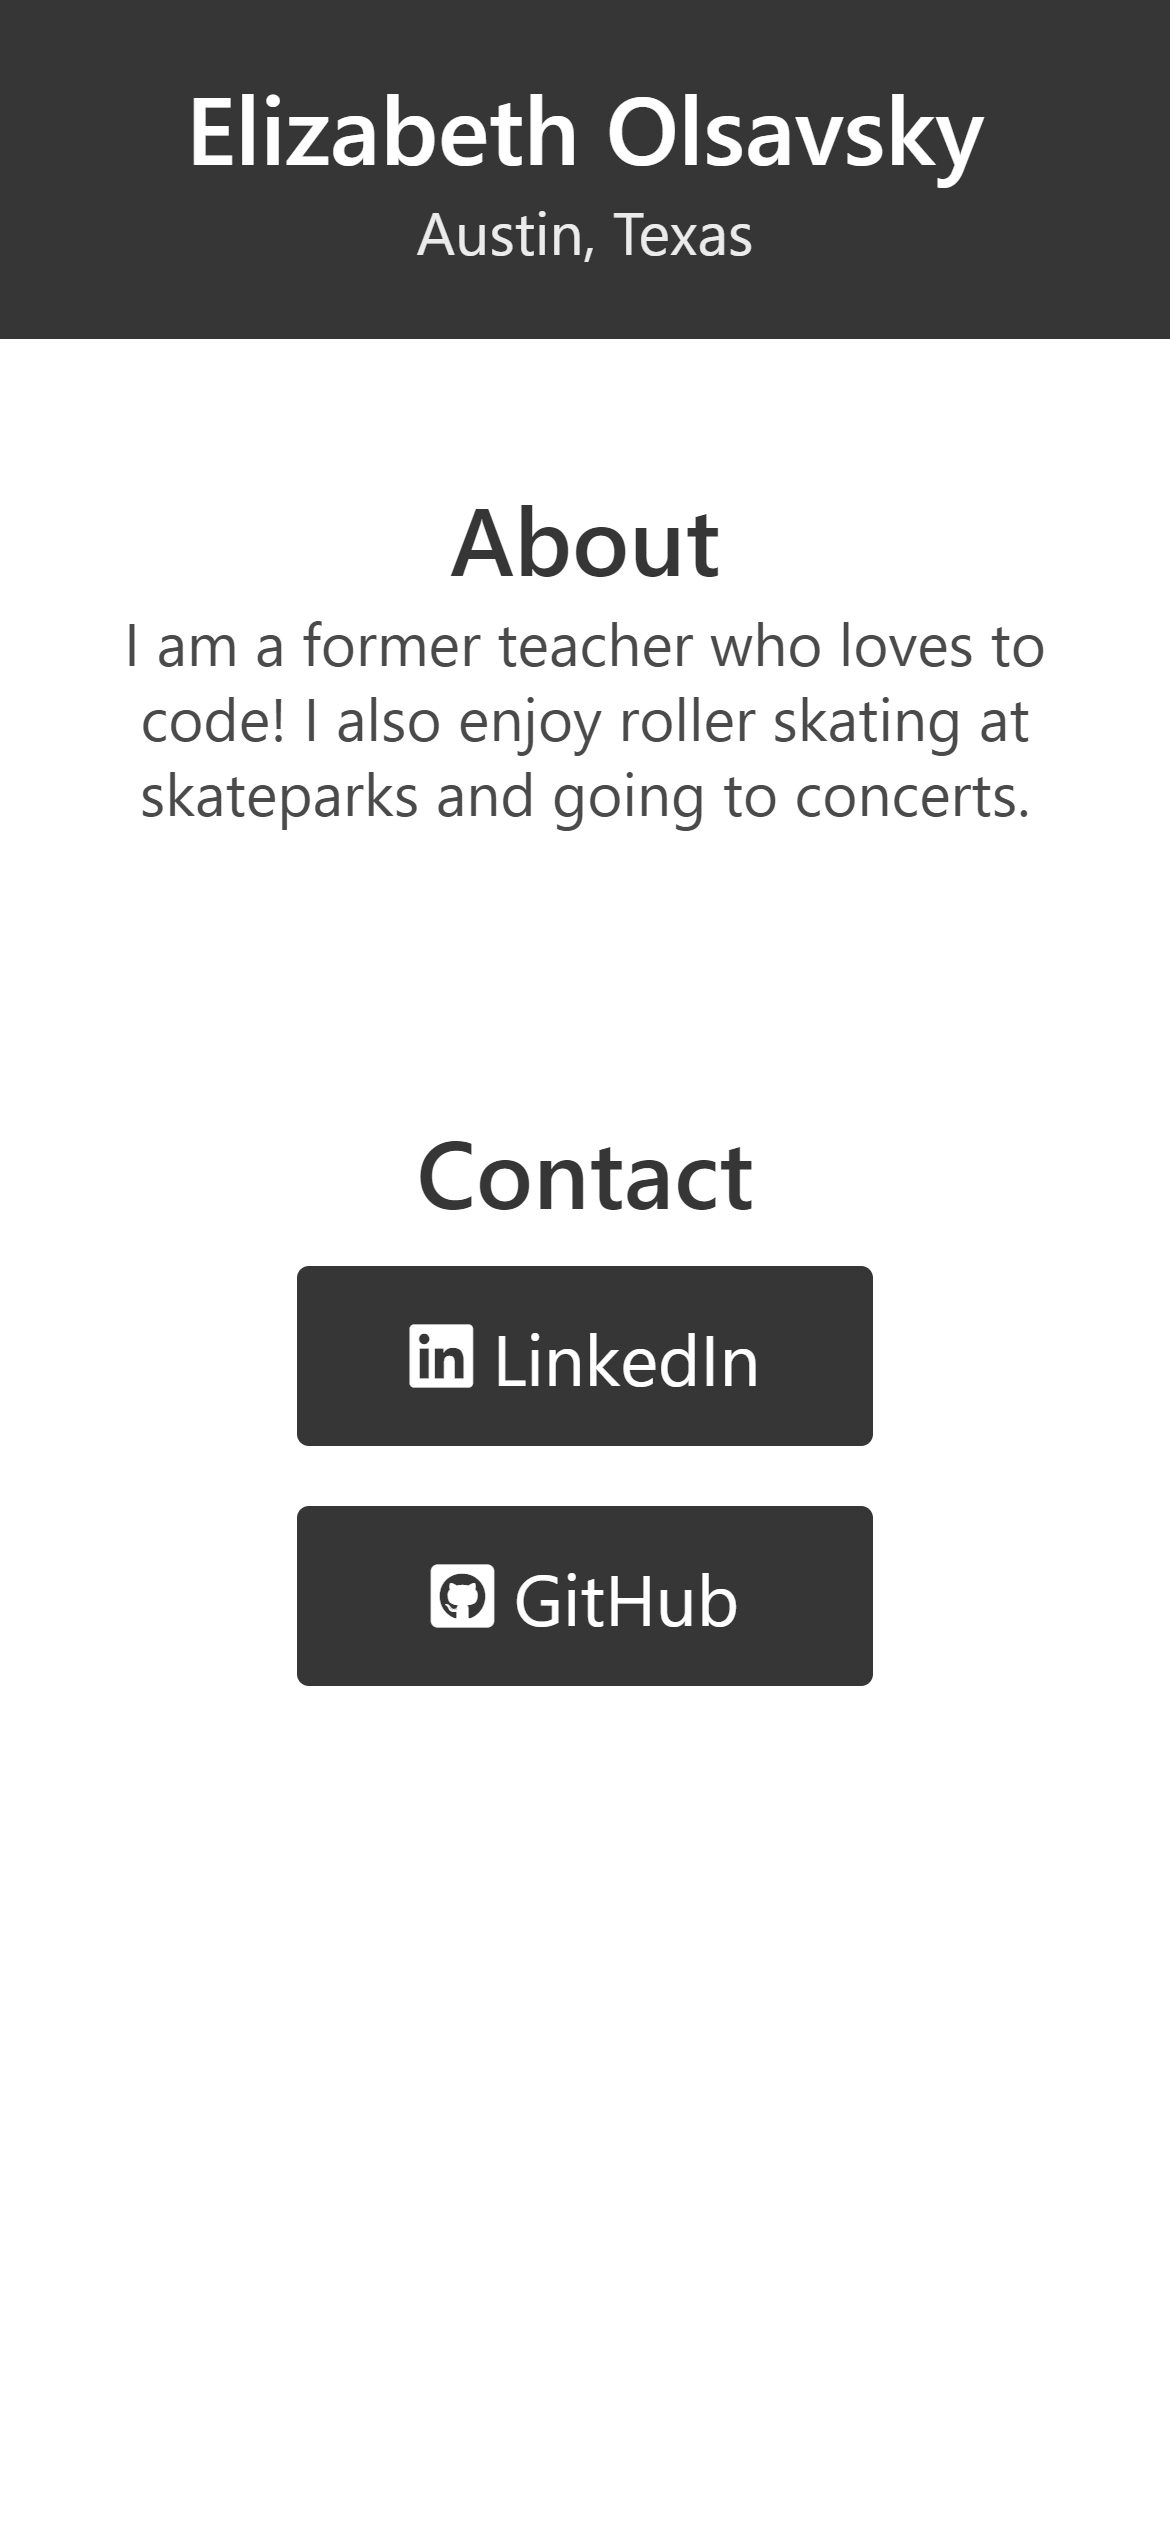 Elizabeth Olsavsky
Austin, Texas
About
I am a former teacher who loves to
code! I also enjoy roller skating at
skateparks and going to concerts.
Contact
in LinkedIn
GitHub